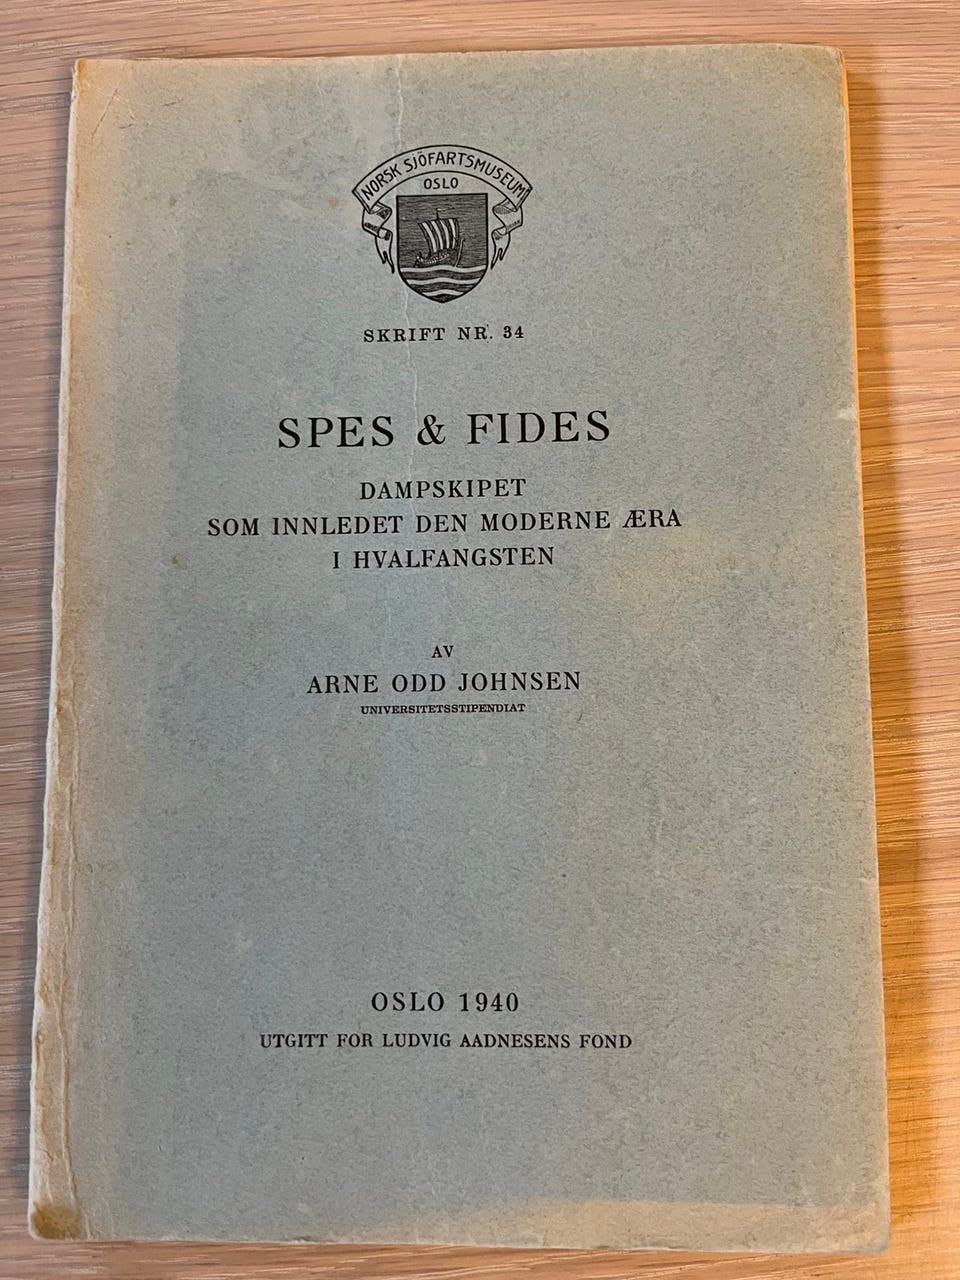 NORSK SJÖFARTSMUSEUM
OSLO
SKRIFT NR. 34
SPES & FIDES
DAMPSKIPET
SOM INNLEDET DEN MODERNE ÆRA
I HVALFANGSTEN
AV
ARNE ODD JOHNSEN
UNIVERSITETSSTIPENDIAT
OSLO 1940
UTGITT FOR LUDVIG AADNESENS FOND